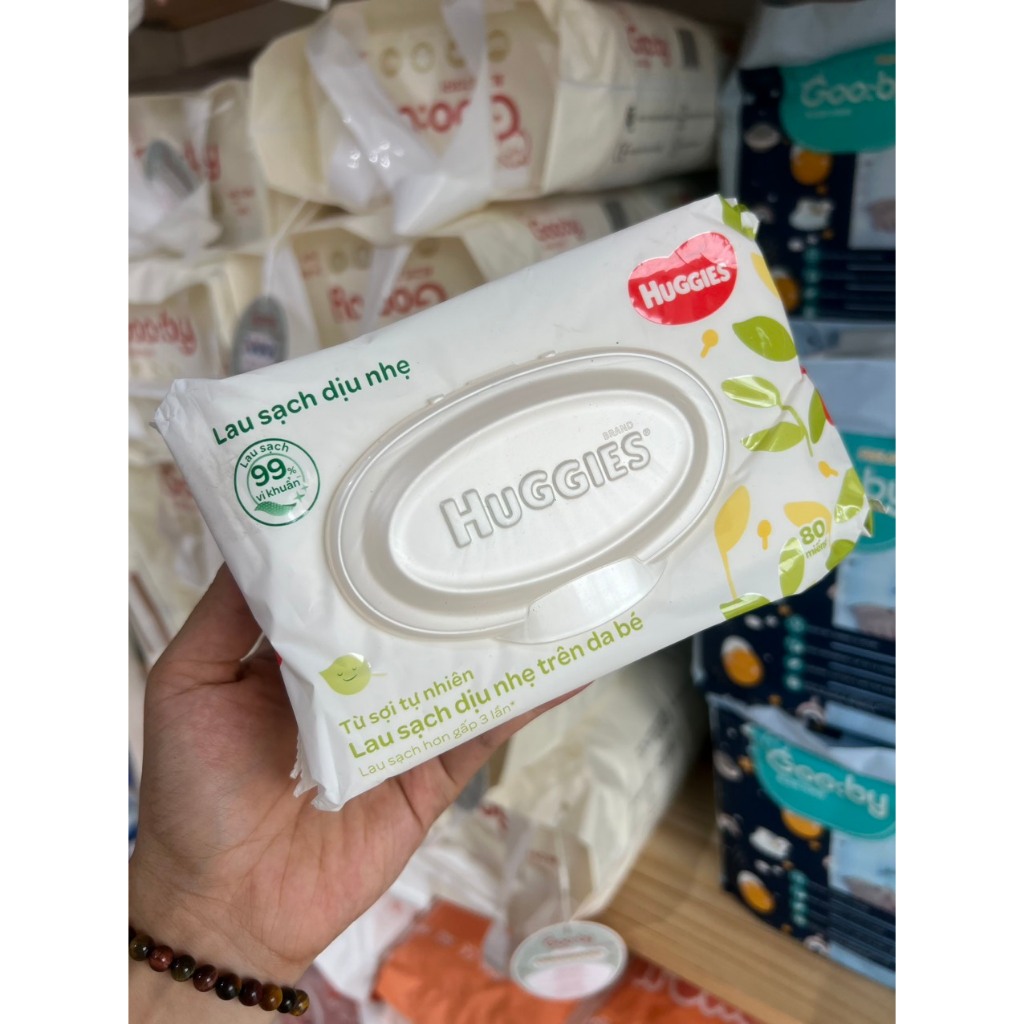 Goo:by
HUGGIES
Lau sạch dịu nhẹ
Lau sạch
99%
vi khuẩn
BRAND
HUGGIES®
80
miếng
Từ sợi tự nhiên
Lau sạch dịu nhẹ trên da bé
Lau sạch hơn gấp 3 lần*
Goo:by